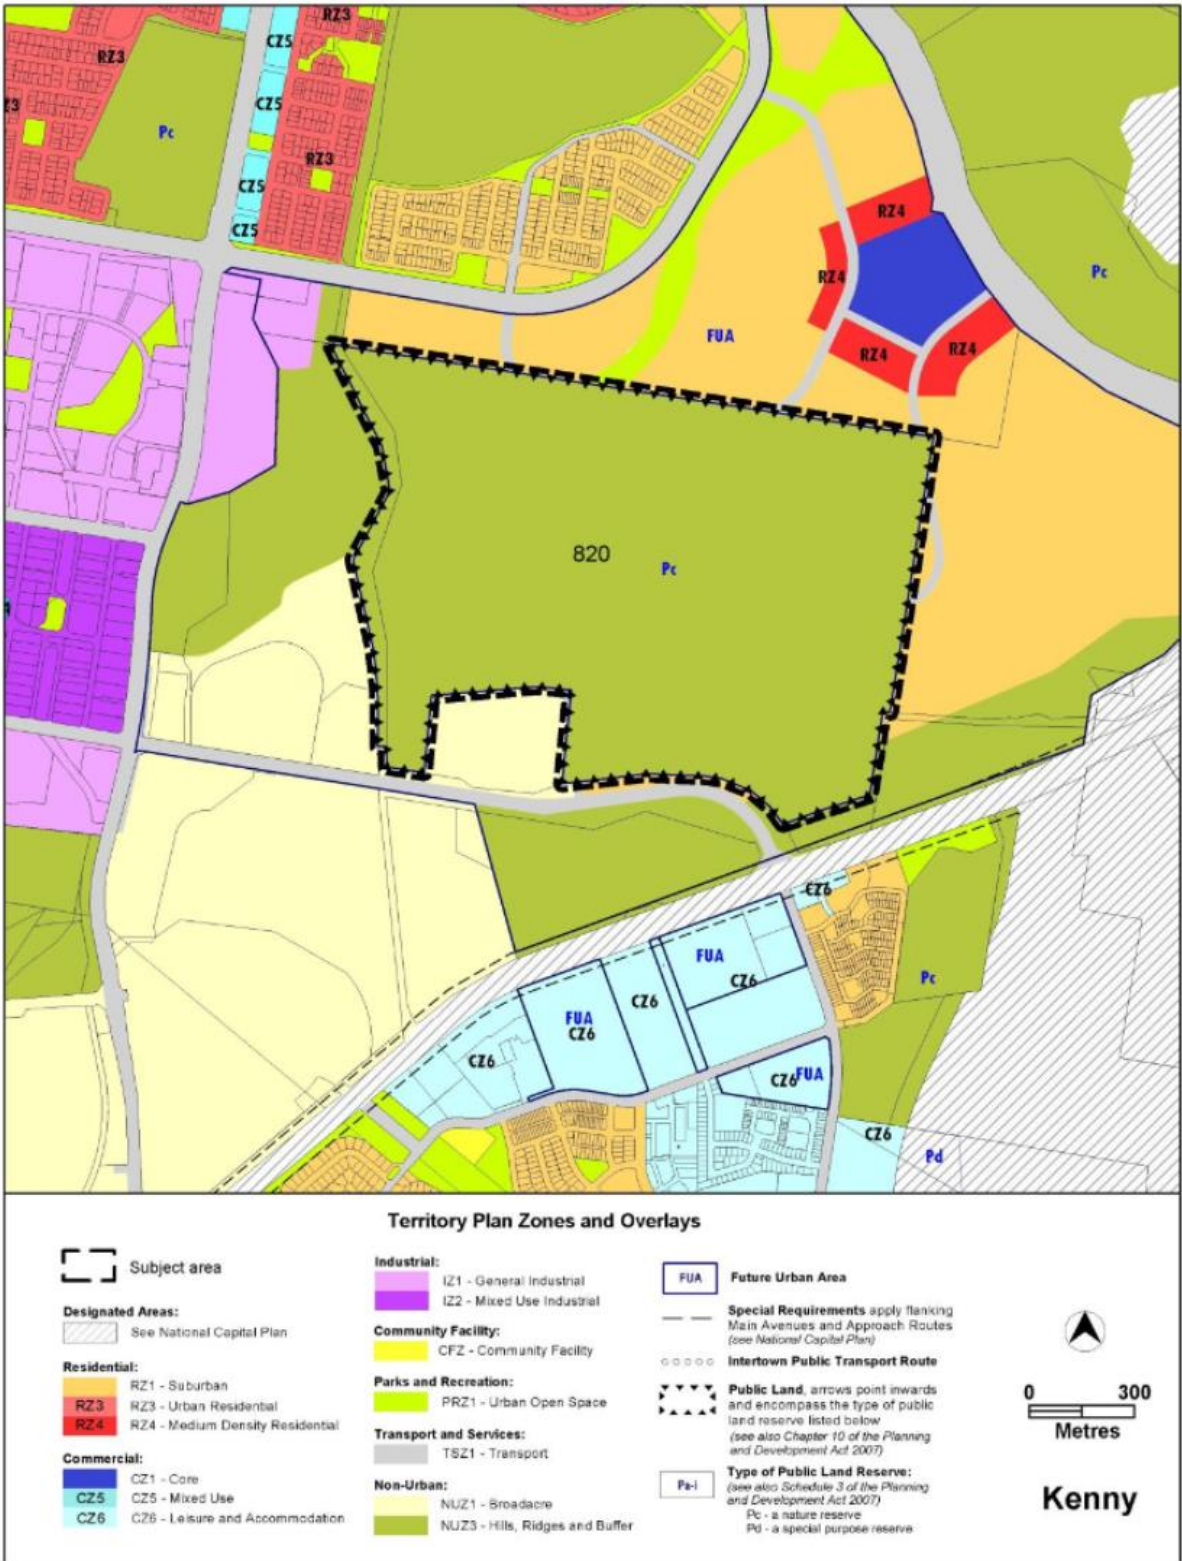 RZ3
CZ5
RZ3
Z3
CZ5
Pc
RZ3
CZ5
RZ4
CZ5
Pc
RZ4
FUA
RZ4
RZ4
820
Pc
CZ6
FUA
Pc
CZ6
CZ6
FUA
CZ6
CZ6
CZ6
FUA
CZ6
Pd
Territory Plan Zones and Overlays
Subject area
Designated Areas:
See National Capital Plan
Residential:
RZ1 - Suburban
RZ3 RZ3 - Urban Residential
RZ4 RZ4 - Medium Density Residential
Commercial:
CZ1 - Core
CZ5 CZ5 - Mixed Use
CZ6 CZ6 - Leisure and Accommodation
Industrial:
IZ1 - General Industrial
IZ2 - Mixed Use Industrial
Community Facility:
CFZ - Community Facility
Parks and Recreation:
PRZ1 - Urban Open Space
Transport and Services:
TSZ1 - Transport
Non-Urban:
NUZ1 - Broadacre
NUZ3 - Hills, Ridges and Buffer
FUA Future Urban Area
Special Requirements apply flanking
Main Avenues and Approach Routes
(see National Capital Plan)
Intertown Public Transport Route
Public Land, arrows point inwards
and encompass the type of public
land reserve listed below
(see also Chapter 10 of the Planning
and Development Act 2007)
Type of Public Land Reserve:
Pa-i (see also Schedule 3 of the Planning
and Development Act 2007)
Pc - a nature reserve
Pd - a special purpose reserve
0 300
Metres
Kenny